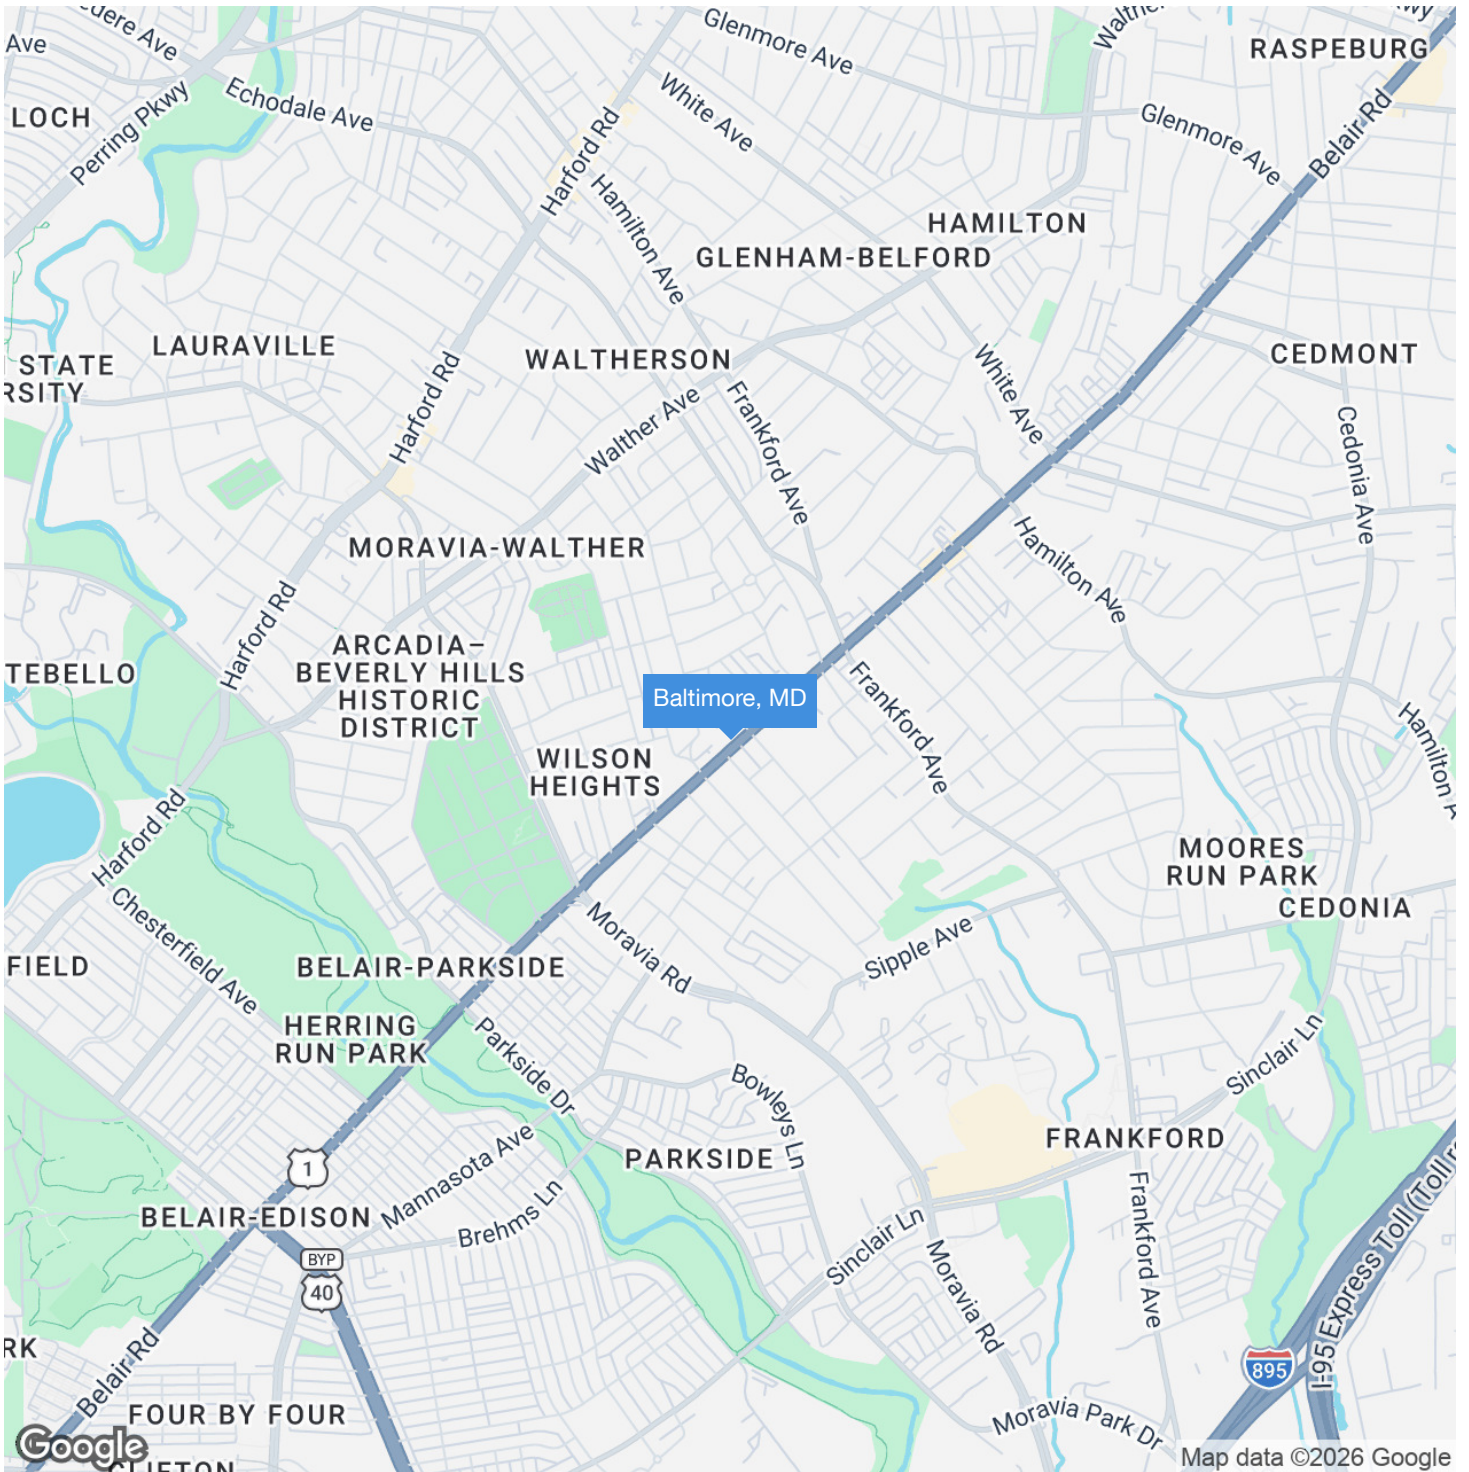 edere Ave
Ave
Glenmore Ave
Walther
kwy
RASPEBURG
Echodale Ave
White Ave
LOCH
Perring Pkwy
Harford Rd
Glenmore Ave
Belair Rd
Hamilton Ave
HAMILTON
GLENHAM-BELFORD
LAURAVILLE
WALTHERSON
CEDMONT
STATE
RSITY
Harford Rd
Walther Ave
Frankford Ave
White Ave
Cedonia Ave
MORAVIA-WALTHER
Hamilton Ave
Harford Rd
ARCADIA–
BEVERLY HILLS
HISTORIC
DISTRICT
TEBELLO
Baltimore, MD
Frankford Ave
Hamilton A
WILSON
HEIGHTS
Harford Rd
MOORES
RUN PARK
CEDONIA
Chesterfield Ave
Moravia Rd
Sipple Ave
FIELD
BELAIR-PARKSIDE
HERRING
RUN PARK
Parkside Dr
Sinclair Ln
Bowleys Ln
FRANKFORD
1
Mannasota Ave
PARKSIDE
BELAIR-EDISON
Brehms Ln
Frankford Ave
Sinclair Ln
BYP
40
Moravia Rd
I-95 Express Toll (Toll r
895
RK
Belair Rd
FOUR BY FOUR
Moravia Park Dr
Google
CLIFTON
Map data ©2026 Google